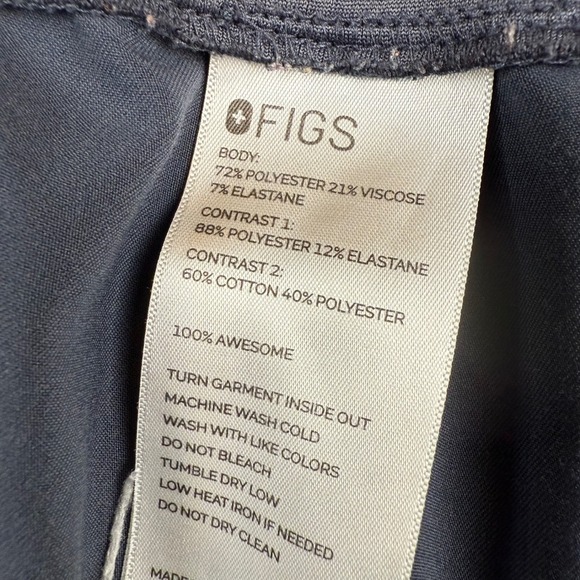 FIGS
BODY:
72% POLYESTER 21% VISCOSE
7% ELASTANE
CONTRAST 1:
88% POLYESTER 12% ELASTANE
CONTRAST 2:
60% COTTON 40% POLYESTER
100% AWESOME
TURN GARMENT INSIDE OUT
MACHINE WASH COLD
WASH WITH LIKE COLORS
DO NOT BLEACH
TUMBLE DRY LOW
LOW HEAT IRON IF NEEDED
DO NOT DRY CLEAN
MADE